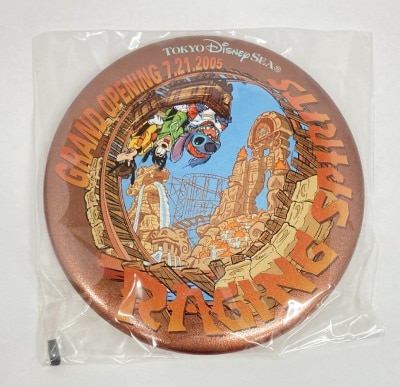 TOKYO DISNEYSEA®
GRAND OPENING 7.21.2005
RAGING SPIRITS